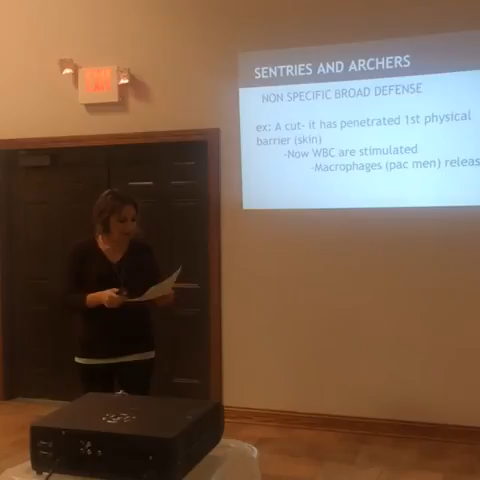 EXIT
SENTRIES AND ARCHERS
NON SPECIFIC BROAD DEFENSE
ex: A cut- it has penetrated 1st physical
barrier (skin)
-Now WBC are stimulated
-Macrophages (pac men) releas